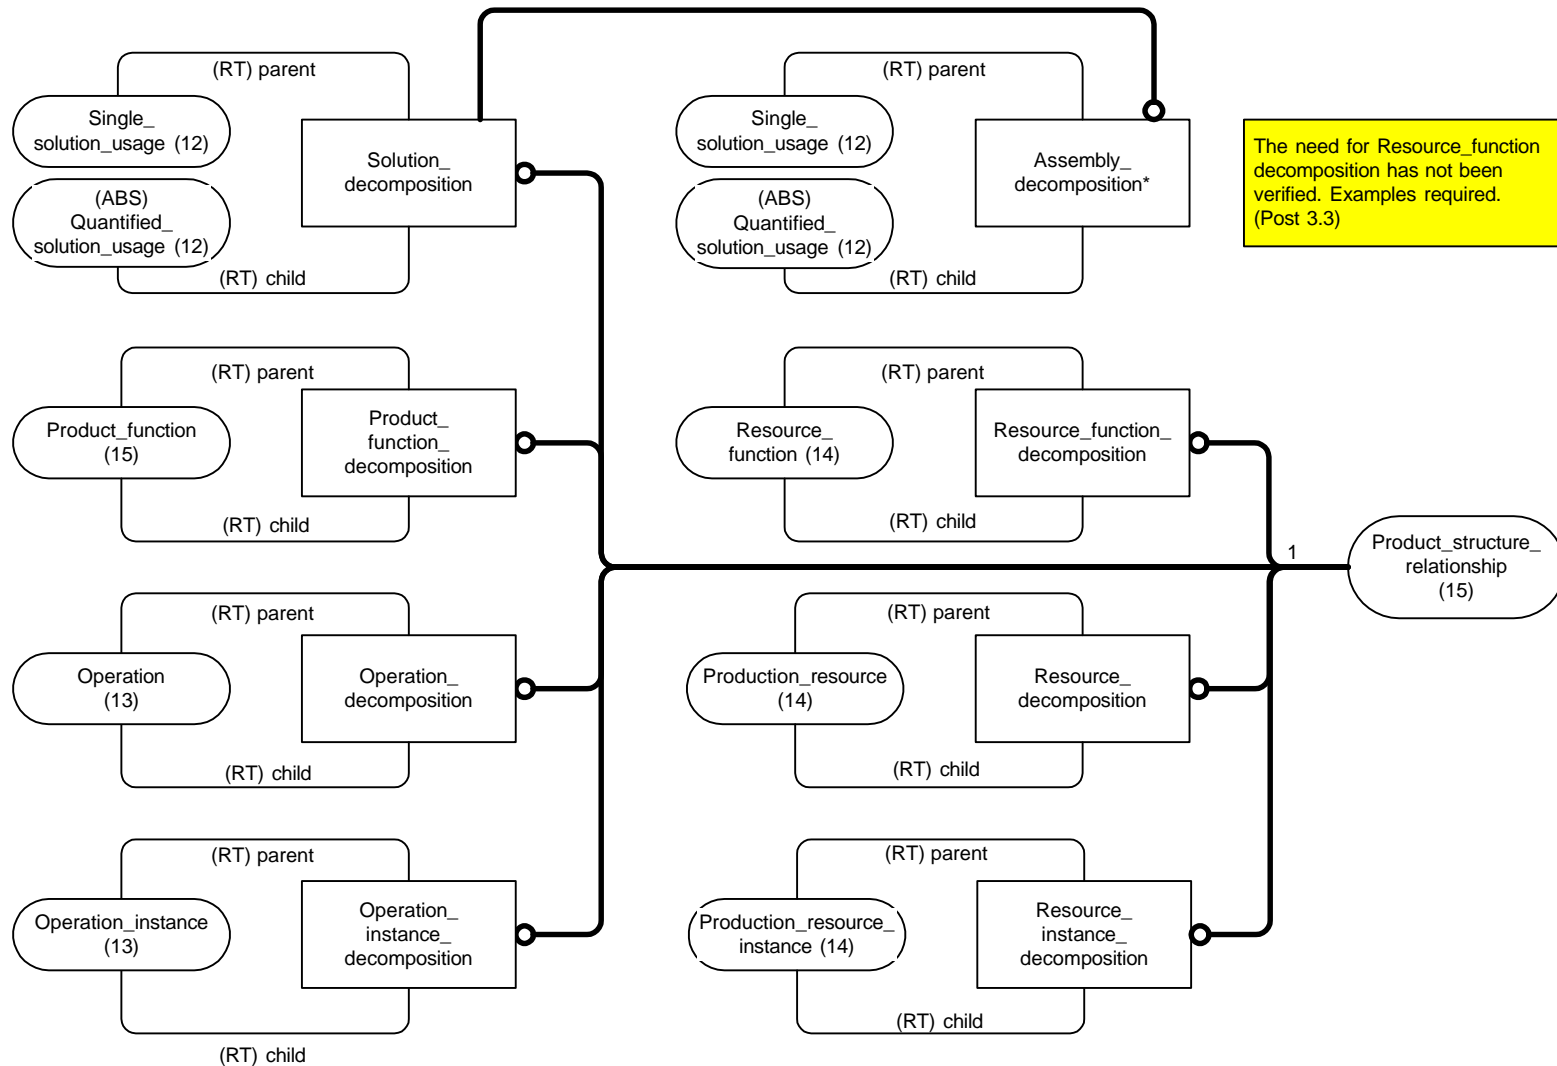 (RT) parent
Single_
solution_usage (12)
(ABS)
Quantified_
solution_usage (12)
Solution_
decomposition
(RT) child
(RT) parent
Single_
solution_usage (12)
(ABS)
Quantified_
solution_usage (12)
Assembly_
decomposition*
(RT) child
The need for Resource_function
decomposition has not been
verified. Examples required.
(Post 3.3)
(RT) parent
Product_function
(15)
Product_
function_
decomposition
(RT) child
(RT) parent
Resource_
function (14)
Resource_function_
decomposition
(RT) child
1
Product_structure_
relationship
(15)
(RT) parent
Operation
(13)
Operation_
decomposition
(RT) child
(RT) parent
Production_resource
(14)
Resource_
decomposition
(RT) child
(RT) parent
Operation_instance
(13)
Operation_
instance_
decomposition
(RT) child
(RT) parent
Production_resource_
instance (14)
Resource_
instance_
decomposition
(RT) child